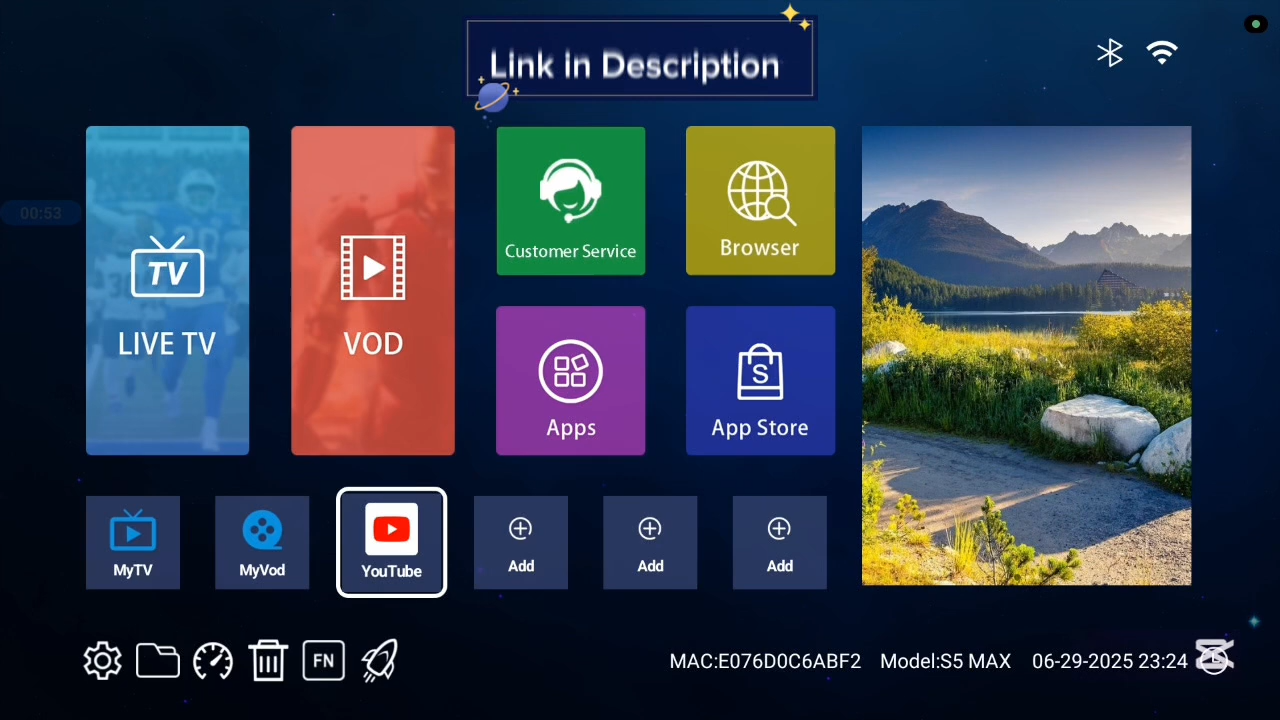 Link in Description
00:53
TV
LIVE TV
VOD
Customer Service
Browser
Apps
S
App Store
MyTV
MyVod
YouTube
Add
Add
Add
FN
MAC:E076D0C6ABF2 Model:S5 MAX 06-29-2025 23:24